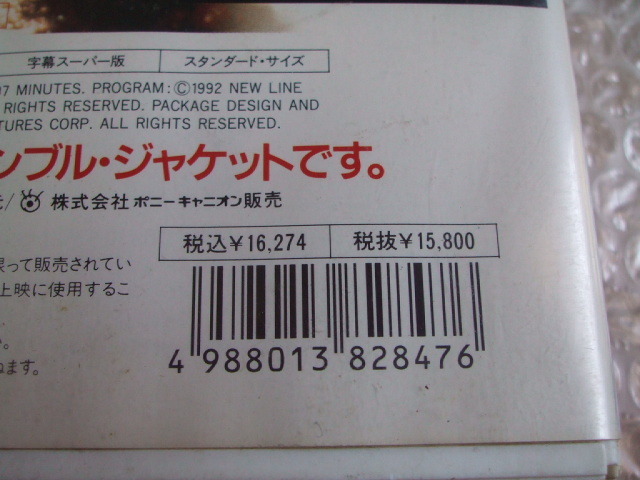 字幕スーパー版 スタンダード・サイズ
07 MINUTES. PROGRAM:Ⓒ1992 NEW LINE
RIGHTS RESERVED. PACKAGE DESIGN AND
TURES CORP. ALL RIGHTS RESERVED.
ンブル・ジャケットです。
/ 株式会社 ポニーキャニオン販売
税込¥16,274 税抜¥15,800
限って販売されてい
上映に使用するこ
ねます。
4 988013 828476